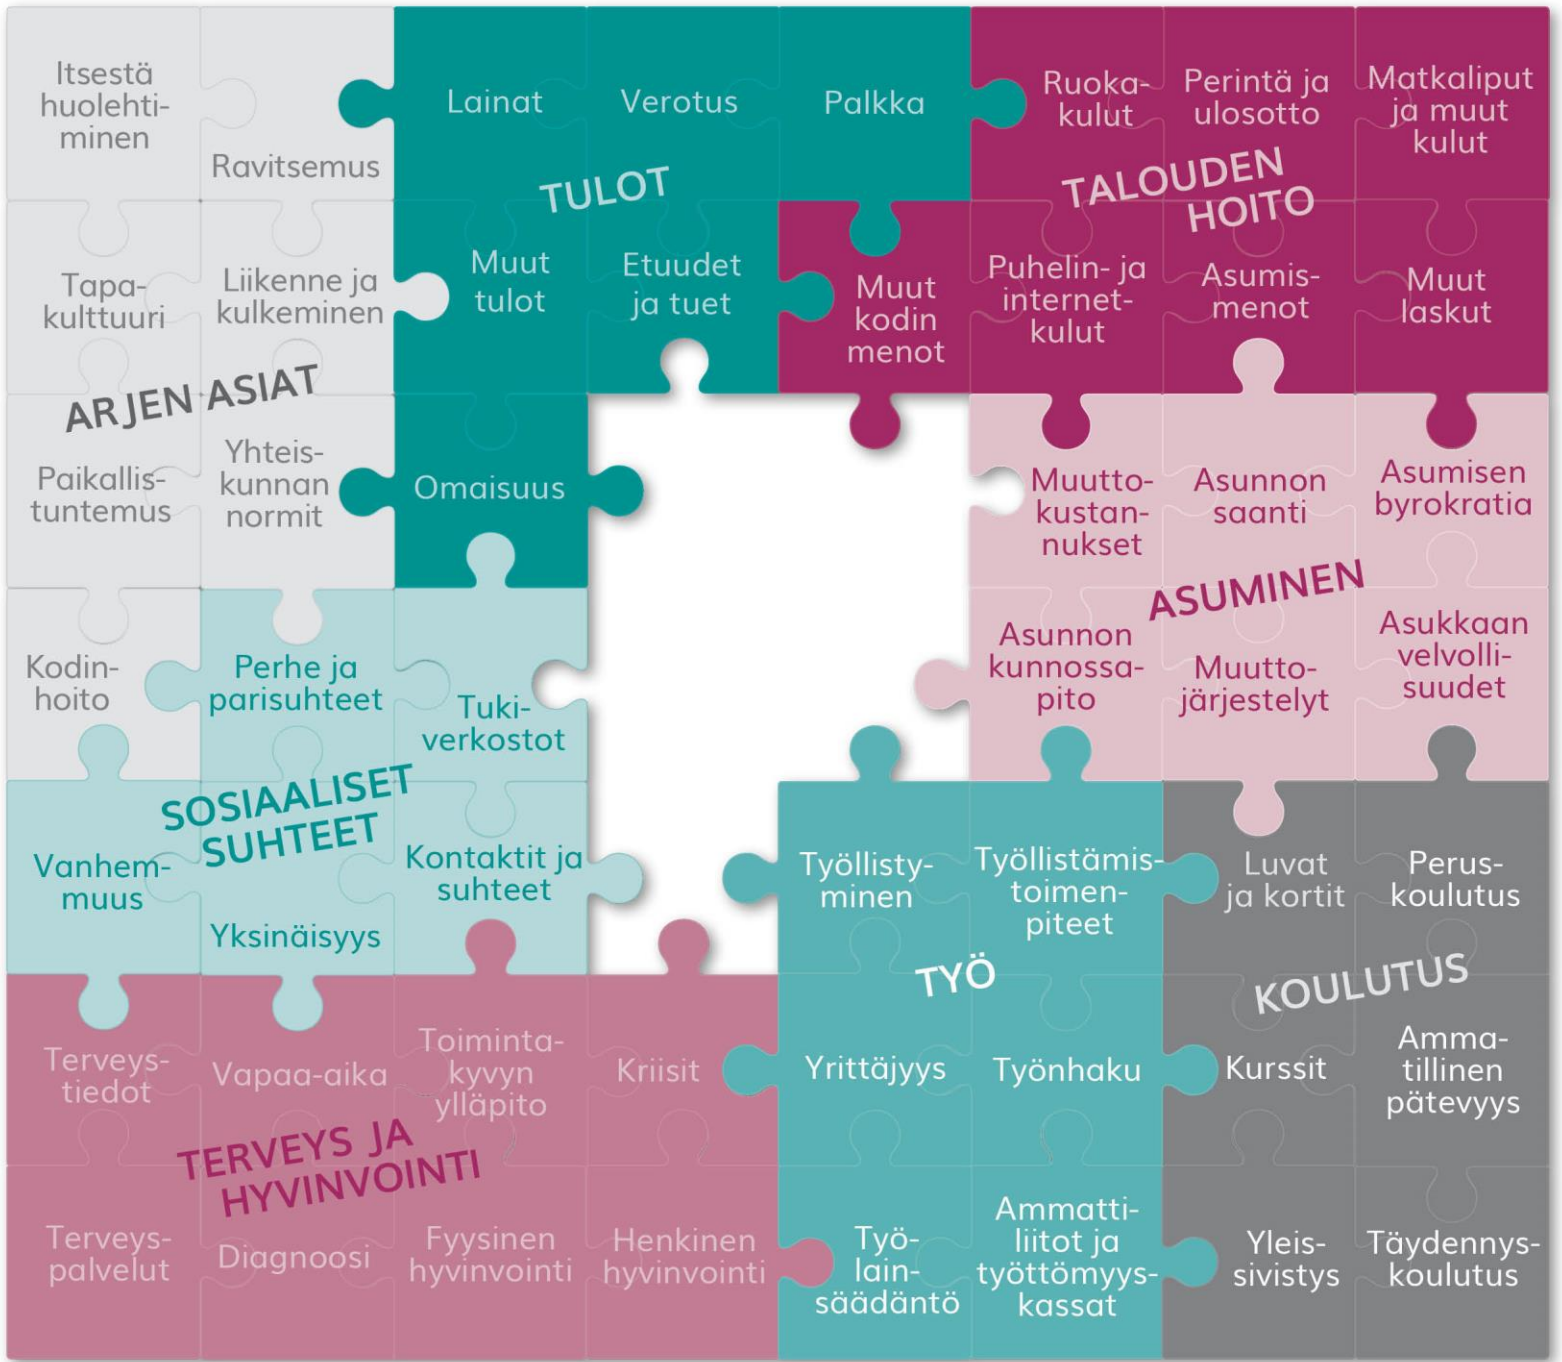 Itsestä
huolehti-
minen
Ravitsemus
Tapa-
kulttuuri
Liikenne ja
kulkeminen
ARJEN ASIAT
Paikallis-
tuntemus
Yhteis-
kunnan
normit
Kodin-
hoito
Lainat
Verotus
Palkka
TULOT
Muut
tulot
Etuudet
ja tuet
Omaisuus
Ruoka-
kulut
Perintä ja
ulosotto
Matkaliput
ja muut
kulut
TALOUDEN
HOITO
Muut
kodin
menot
Puhelin- ja
internet-
kulut
Asumis-
menot
Muut
laskut
Muutto-
kustan-
nukset
Asunnon
saanti
Asumisen
byrokratia
ASUMINEN
Asunnon
kunnossa-
pito
Muutto-
järjestelyt
Asukkaan
velvolli-
suudet
Perhe ja
parisuhteet
Tuki-
verkostot
SOSIAALISET
SUHTEET
Vanhem-
muus
Yksinäisyys
Kontaktit ja
suhteet
Terveys-
tiedot
Vapaa-aika
Toiminta-
kyvyn
ylläpito
Kriisit
TERVEYS JA
HYVINVOINTI
Terveys-
palvelut
Diagnoosi
Fyysinen
hyvinvointi
Henkinen
hyvinvointi
Työllisty-
minen
Työllistämis-
toimen-
piteet
TYÖ
Yrittäjyys
Työnhaku
Työ-
lain-
säädäntö
Ammatti-
liitot ja
työttömyys-
kassat
Luvat
ja kortit
Perus-
koulutus
KOULUTUS
Kurssit
Amma-
tillinen
pätevyys
Yleis-
sivistys
Täydennys-
koulutus